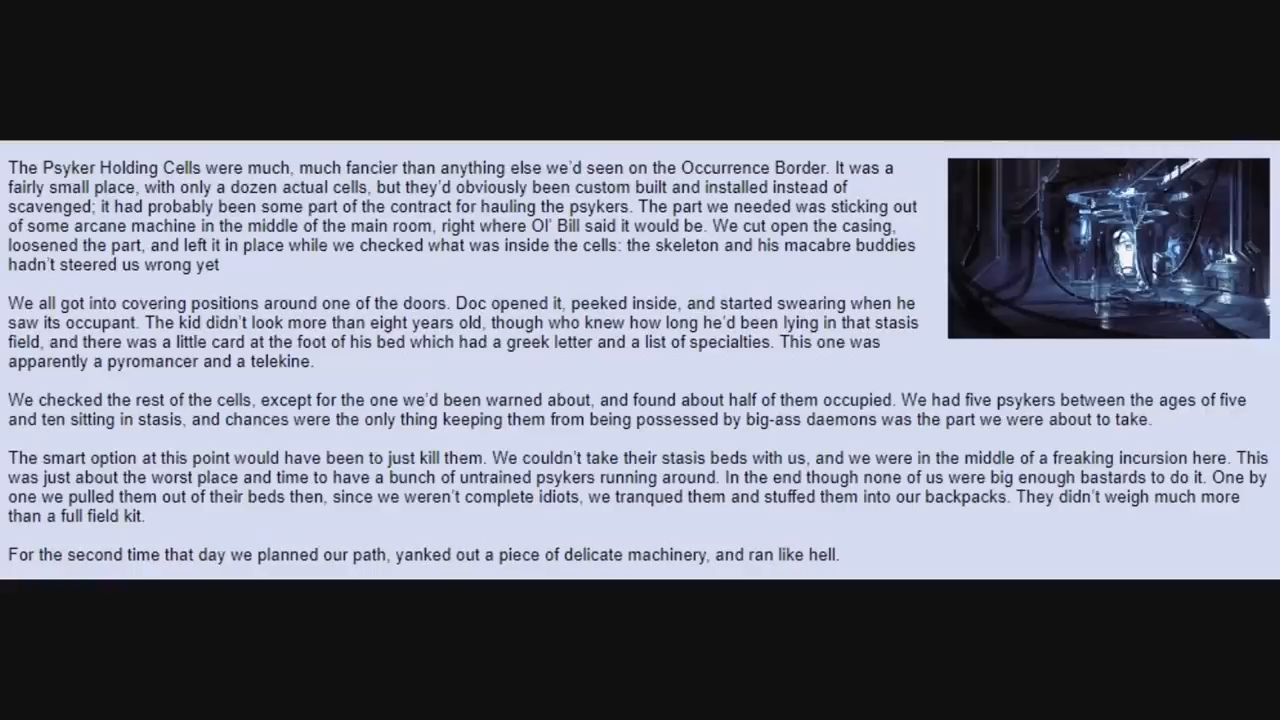 The Psyker Holding Cells were much, much fancier than anything else we'd seen on the Occurrence Border. It was a
fairly small place, with only a dozen actual cells, but they'd obviously been custom built and installed instead of
scavenged; it had probably been some part of the contract for hauling the psykers. The part we needed was sticking out
of some arcane machine in the middle of the main room, right where Ol' Bill said it would be. We cut open the casing,
loosened the part, and left it in place while we checked what was inside the cells: the skeleton and his macabre buddies
hadn't steered us wrong yet
We all got into covering positions around one of the doors. Doc opened it, peeked inside, and started swearing when he
saw its occupant. The kid didn't look more than eight years old, though who knew how long he'd been lying in that stasis
field, and there was a little card at the foot of his bed which had a greek letter and a list of specialties. This one was
apparently a pyromancer and a telekine.
We checked the rest of the cells, except for the one we'd been warned about, and found about half of them occupied. We had five psykers between the ages of five
and ten sitting in stasis, and chances were the only thing keeping them from being possessed by big-ass daemons was the part we were about to take.
The smart option at this point would have been to just kill them. We couldn't take their stasis beds with us, and we were in the middle of a freaking incursion here. This
was just about the worst place and time to have a bunch of untrained psykers running around. In the end though none of us were big enough bastards to do it. One by
one we pulled them out of their beds then, since we weren't complete idiots, we tranqued them and stuffed them into our backpacks. They didn't weigh much more
than a full field kit.
For the second time that day we planned our path, yanked out a piece of delicate machinery, and ran like hell.